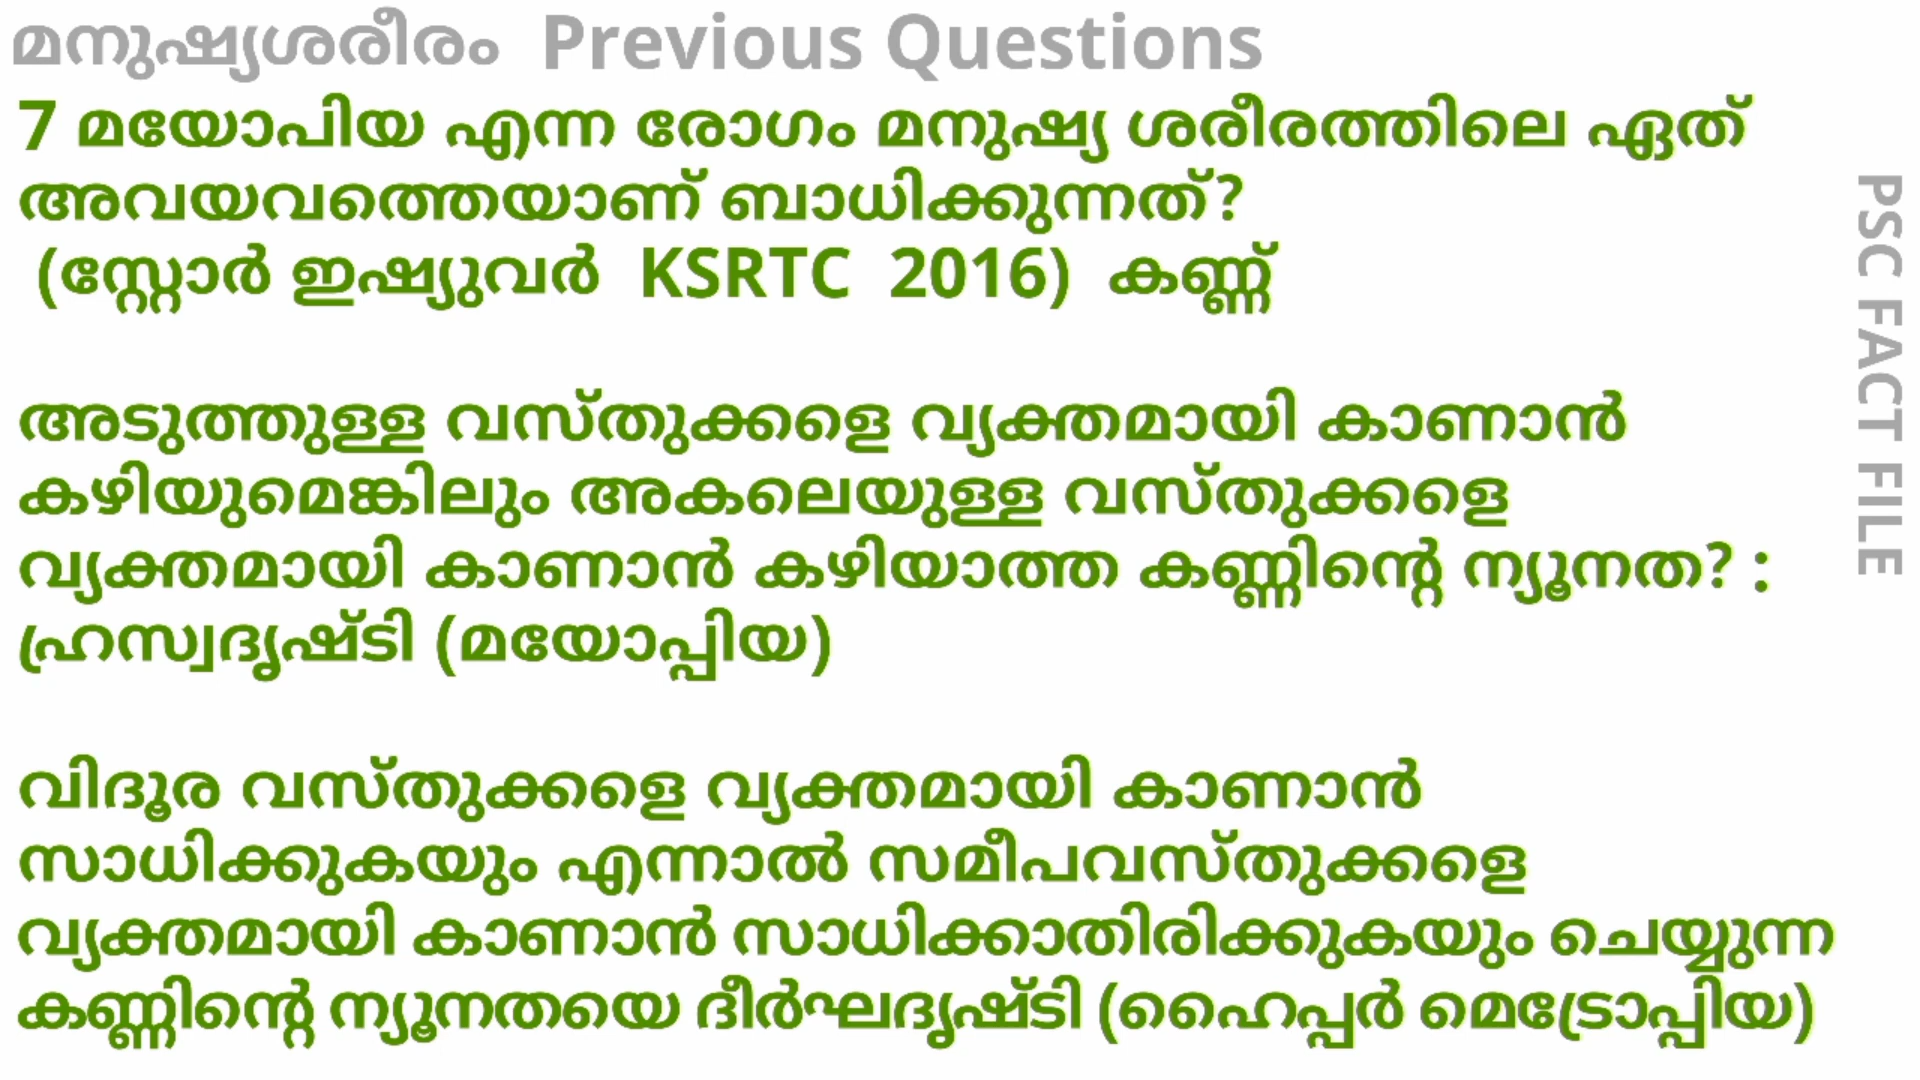 മനുഷ്യശരീരം Previous Questions
7 മയോപിയ എന്ന രോഗം മനുഷ്യ ശരീരത്തിലെ ഏത്
അവയവത്തെയാണ് ബാധിക്കുന്നത്?
(സ്റ്റോർ ഇഷ്യുവർ KSRTC 2016) കണ്ണ്
അടുത്തുള്ള വസ്തുക്കളെ വ്യക്തമായി കാണാൻ
കഴിയുമെങ്കിലും അകലെയുള്ള വസ്തുക്കളെ
വ്യക്തമായി കാണാൻ കഴിയാത്ത കണ്ണിന്റെ ന്യൂനത? :
ഹ്രസ്വദൃഷ്ടി (മയോപ്പിയ)
വിദൂര വസ്തുക്കളെ വ്യക്തമായി കാണാൻ
സാധിക്കുകയും എന്നാൽ സമീപവസ്തുക്കളെ
വ്യക്തമായി കാണാൻ സാധിക്കാതിരിക്കുകയും ചെയ്യുന്ന
കണ്ണിന്റെ ന്യൂനതയെ ദീർഘദൃഷ്ടി (ഹൈപ്പർ മെട്രോപ്പിയ)
PSC FACT FILE